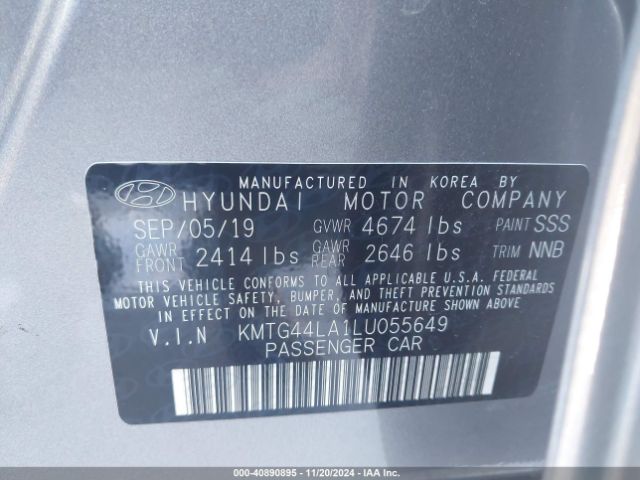 MANUFACTURED IN KOREA BY
HYUNDAI MOTOR COMPANY
SEP/05/19 GVWR 4674 lbs PAINT SSS
GAWR FRONT 2414 lbs GAWR REAR 2646 lbs TRIM NNB
THIS VEHICLE CONFORMS TO ALL APPLICABLE U.S.A. FEDERAL
MOTOR VEHICLE SAFETY, BUMPER, AND THEFT PREVENTION STANDARDS
IN EFFECT ON THE DATE OF MANUFACTURE SHOWN ABOVE.
V.I.N KMTG44LA1LU055649
PASSENGER CAR
© COPART - 40890895 - 11/20/2024 - IAA Inc.